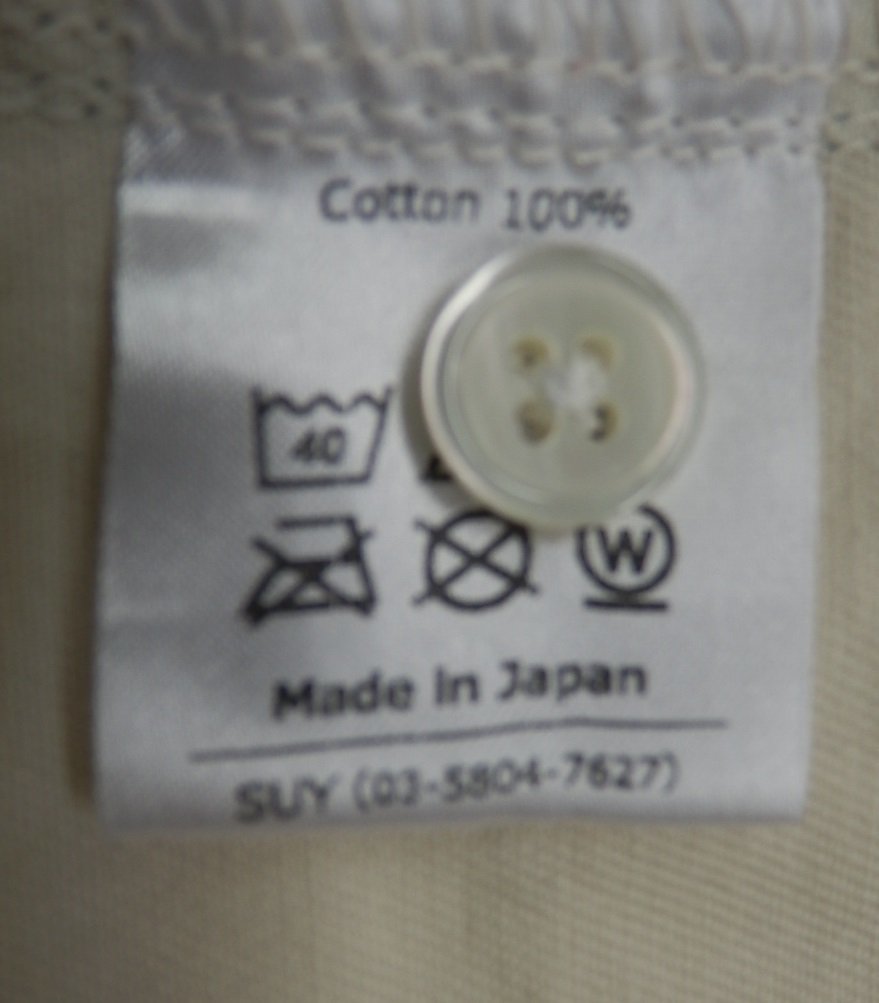 Cotton 100%
40
W
Made in Japan
SUY (03-5804-7627)